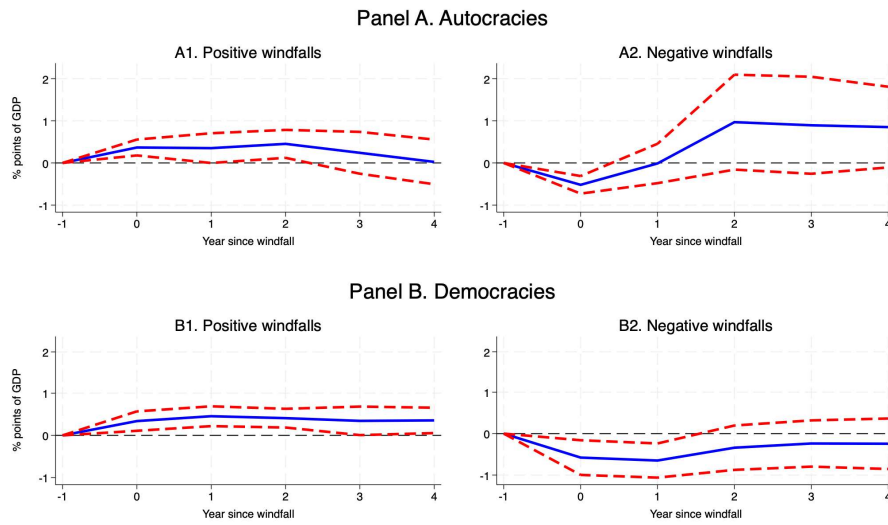 Panel A. Autocracies
A1. Positive windfalls
% points of GDP
2
1
0
-1
-1 0 1 2 3 4
Year since windfall
A2. Negative windfalls
2
1
0
-1
-1 0 1 2 3 4
Year since windfall
Panel B. Democracies
B1. Positive windfalls
% points of GDP
2
1
0
-1
-1 0 1 2 3 4
Year since windfall
B2. Negative windfalls
2
1
0
-1
-1 0 1 2 3 4
Year since windfall